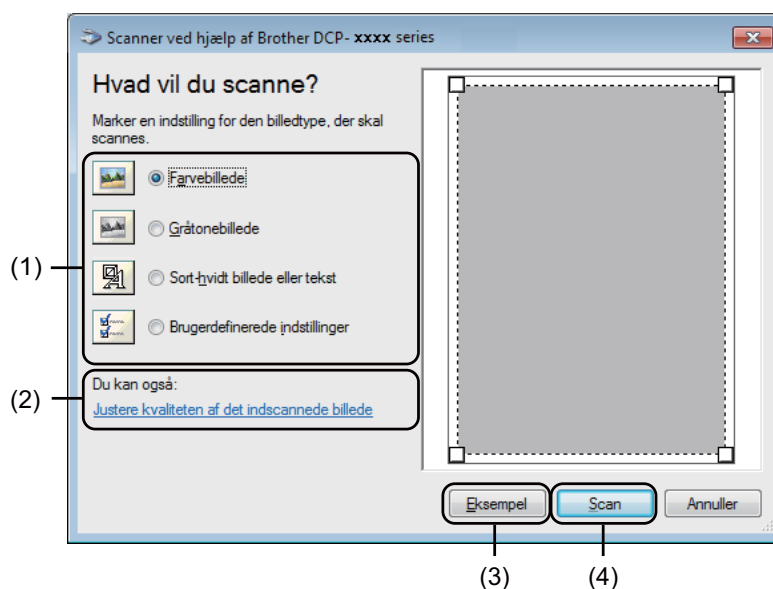 Scanner ved hjælp af Brother DCP- xxxx series
Hvad vil du scanne?
Marker en indstilling for den billedtype, der skal
scannes.
Farvebillede
Gråtonebillede
(1)
Sort-hvidt billede eller tekst
Brugerdefinerede indstillinger
Du kan også:
(2)
Justere kvaliteten af det indscannede billede
Eksempel Scan Annuller
(3) (4)